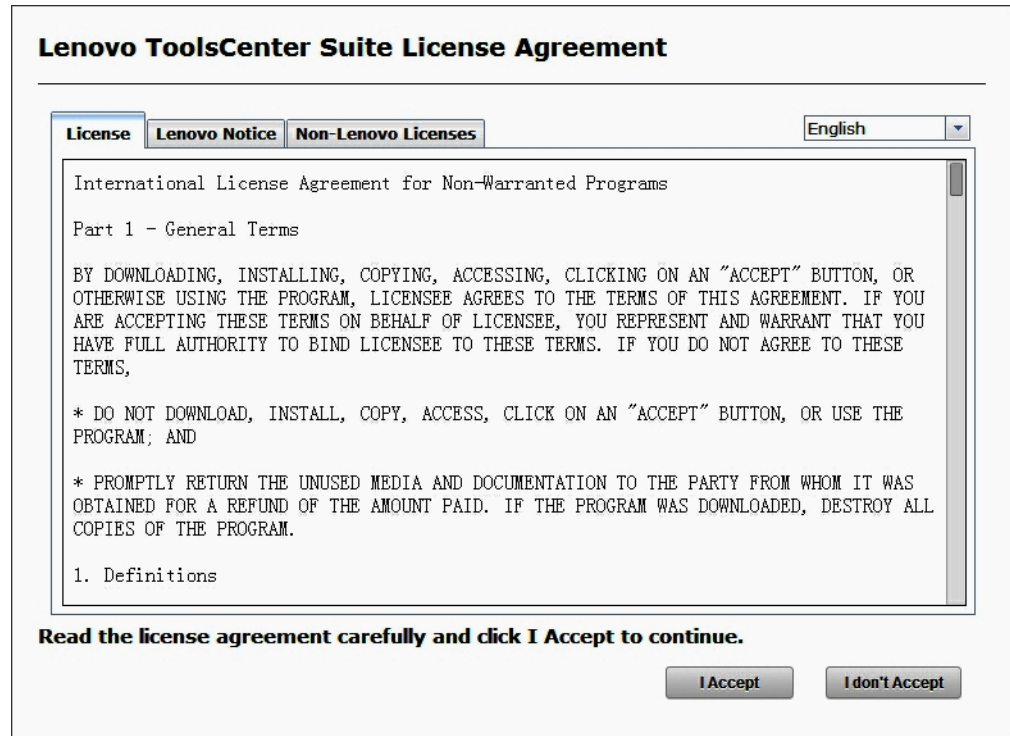 Lenovo ToolsCenter Suite License Agreement
License Lenovo Notice Non-Lenovo Licenses English
International License Agreement for Non-Warranted Programs
Part 1 - General Terms
BY DOWNLOADING, INSTALLING, COPYING, ACCESSING, CLICKING ON AN "ACCEPT" BUTTON, OR
OTHERWISE USING THE PROGRAM, LICENSEE AGREES TO THE TERMS OF THIS AGREEMENT. IF YOU
ARE ACCEPTING THESE TERMS ON BEHALF OF LICENSEE, YOU REPRESENT AND WARRANT THAT YOU
HAVE FULL AUTHORITY TO BIND LICENSEE TO THESE TERMS. IF YOU DO NOT AGREE TO THESE
TERMS,
* DO NOT DOWNLOAD, INSTALL, COPY, ACCESS, CLICK ON AN "ACCEPT" BUTTON, OR USE THE
PROGRAM; AND
* PROMPTLY RETURN THE UNUSED MEDIA AND DOCUMENTATION TO THE PARTY FROM WHOM IT WAS
OBTAINED FOR A REFUND OF THE AMOUNT PAID. IF THE PROGRAM WAS DOWNLOADED, DESTROY ALL
COPIES OF THE PROGRAM.
1. Definitions
Read the license agreement carefully and click I Accept to continue.
I Accept I don't Accept